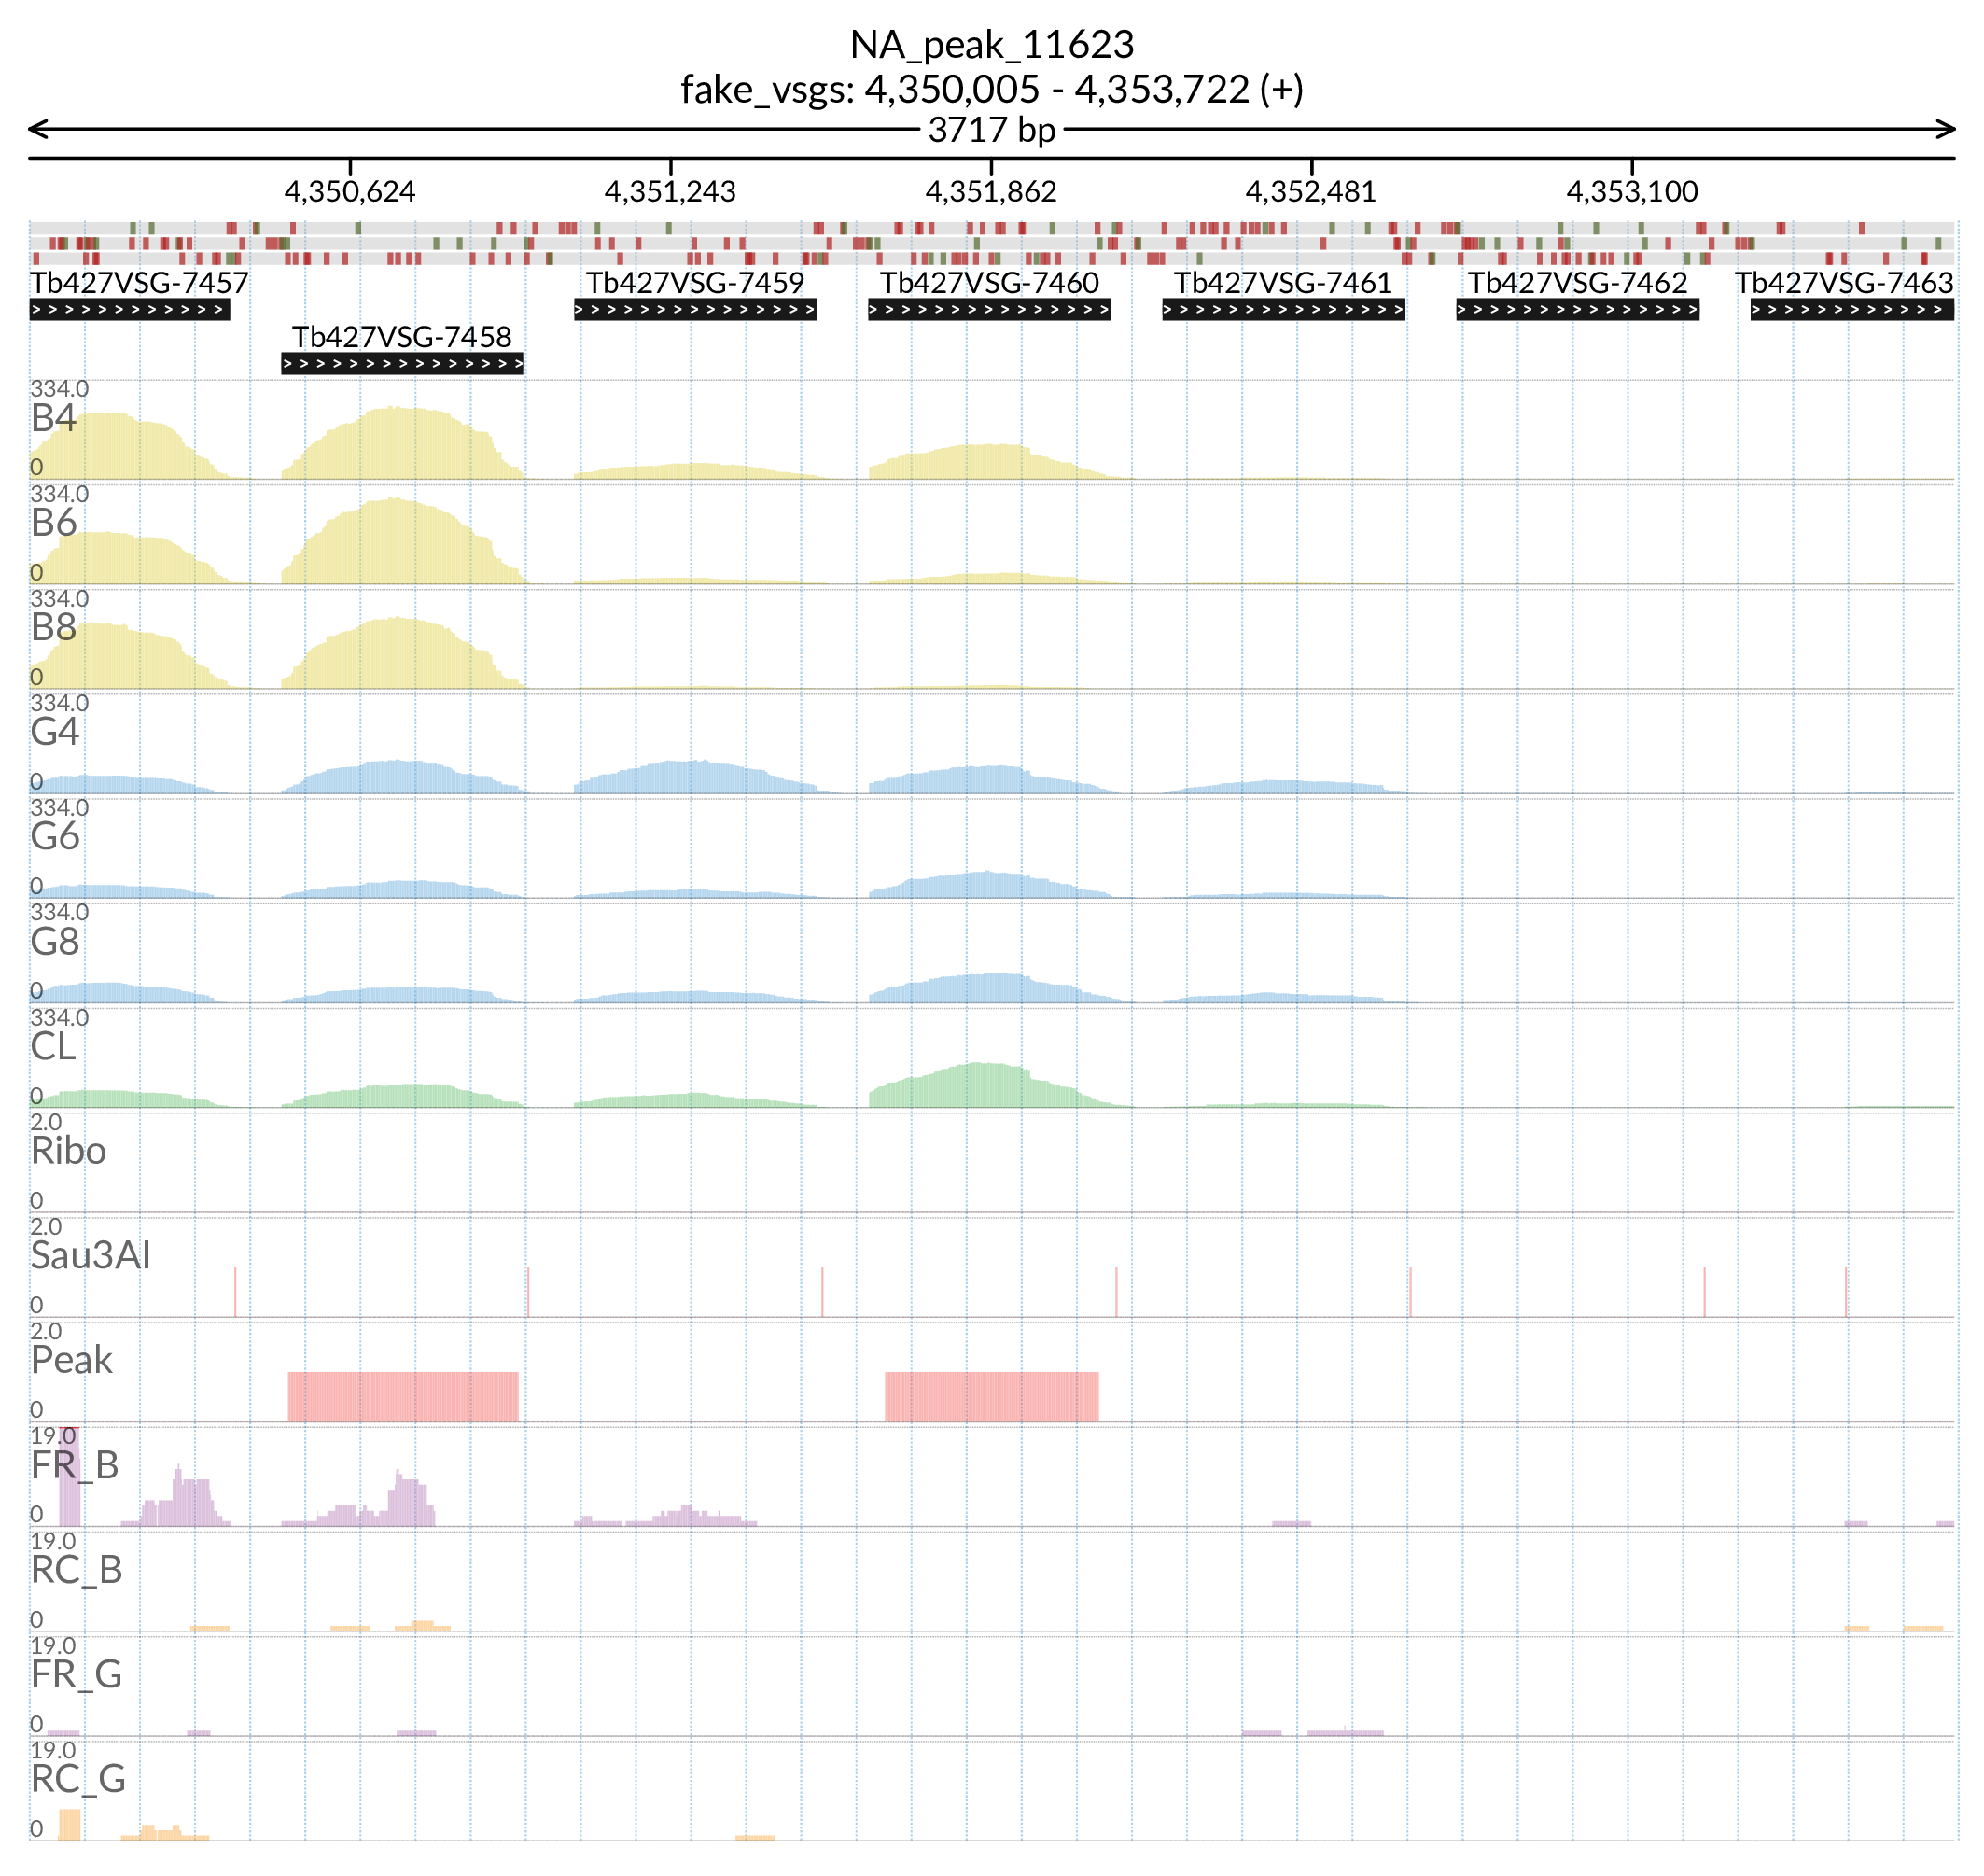 NA_peak_11623
fake_vsgs: 4,350,005 - 4,353,722 (+)
3717 bp
4,350,624 4,351,243 4,351,862 4,352,481 4,353,100
Tb427VSG-7457 Tb427VSG-7459 Tb427VSG-7460 Tb427VSG-7461 Tb427VSG-7462 Tb427VSG-7463
Tb427VSG-7458
334.0
B4
0
334.0
B6
0
334.0
B8
0
334.0
G4
0
334.0
G6
0
334.0
G8
0
334.0
CL
0
2.0
Ribo
0
2.0
Sau3AI
0
2.0
Peak
0
19.0
FR_B
0
19.0
RC_B
0
19.0
FR_G
0
19.0
RC_G
0